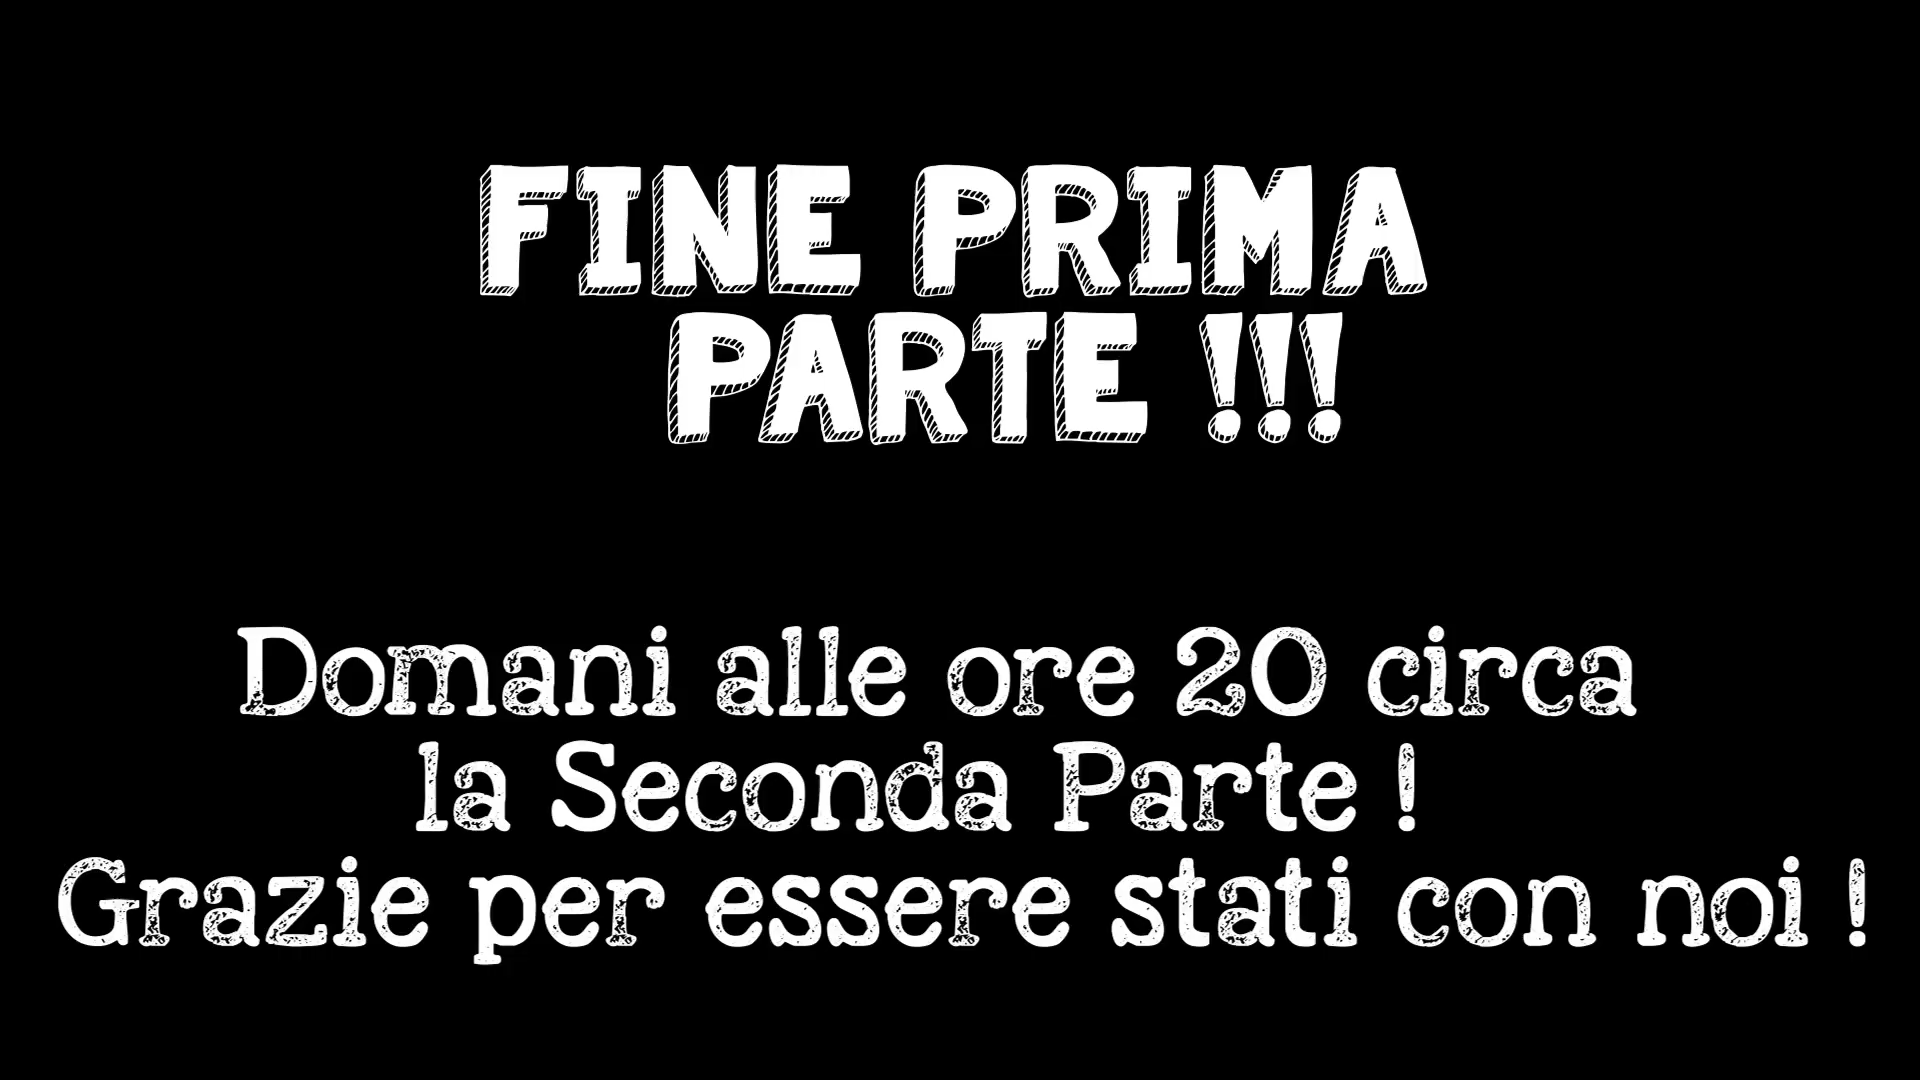 FINE PRIMA
PARTE !!!
Domani alle ore 20 circa
la Seconda Parte !
Grazie per essere stati con noi !